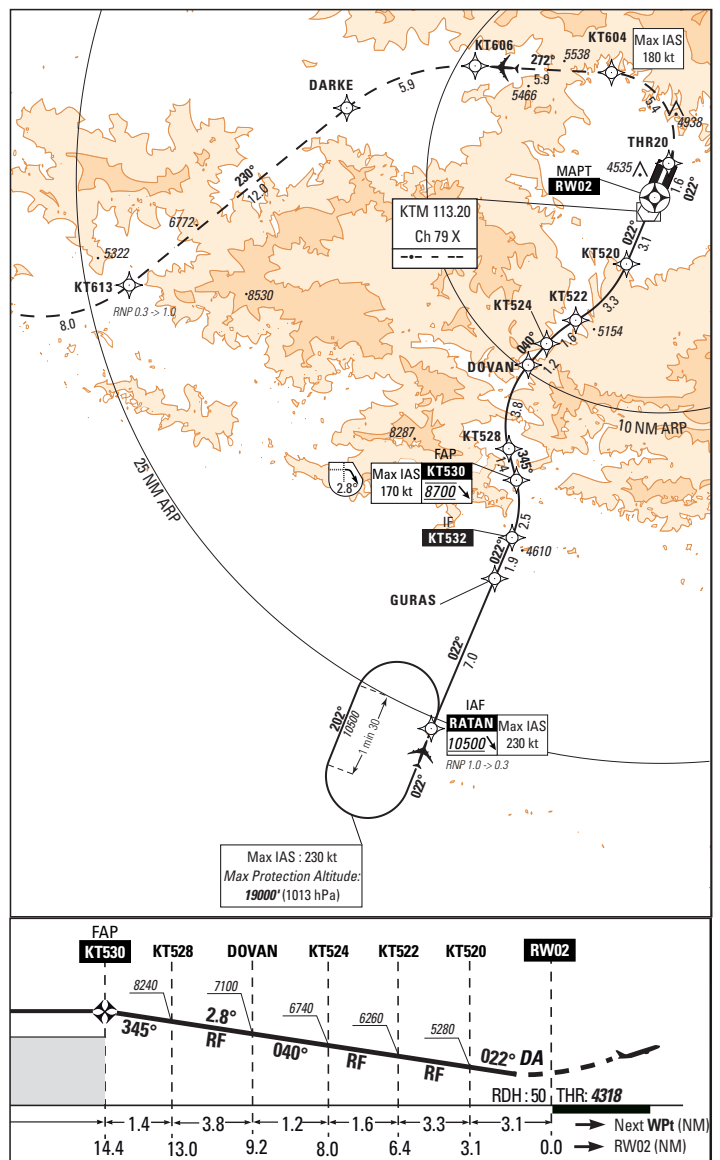 KT606
KT604
Max IAS
180 kt
272°
5538
5.9
5466
5.9
DARKE
5.4
4938
THR20
4535
MAPT
RW02
1.6
022°
230°
12.0
KTM 113.20
Ch 79 X
022°
3.1
6772
5322
KT520
KT613
8530
RNP 0.3 -> 1.0
8.0
KT522
3.3
KT524
5154
040°
1.6
DOVAN
1.2
3.8
10 NM ARP
8287
KT528
FAP
345°
1.4
2.8°
Max IAS
170 kt
KT530
8700
25 NM ARP
2.5
IF
KT532
022°
4610
1.9
GURAS
022°
7.0
IAF
RATAN
10500
Max IAS
230 kt
RNP 1.0 -> 0.3
202°
10500
1 min 30
022°
Max IAS : 230 kt
Max Protection Altitude:
19000' (1013 hPa)
FAP
KT530 KT528 DOVAN KT524 KT522 KT520 RW02
8240 7100 6740 6260 5280
345° 2.8° RF 040° RF RF 022° DA
RDH : 50 THR: 4318
1.4 3.8 1.2 1.6 3.3 3.1 Next WPt (NM)
14.4 13.0 9.2 8.0 6.4 3.1 0.0 RW02 (NM)